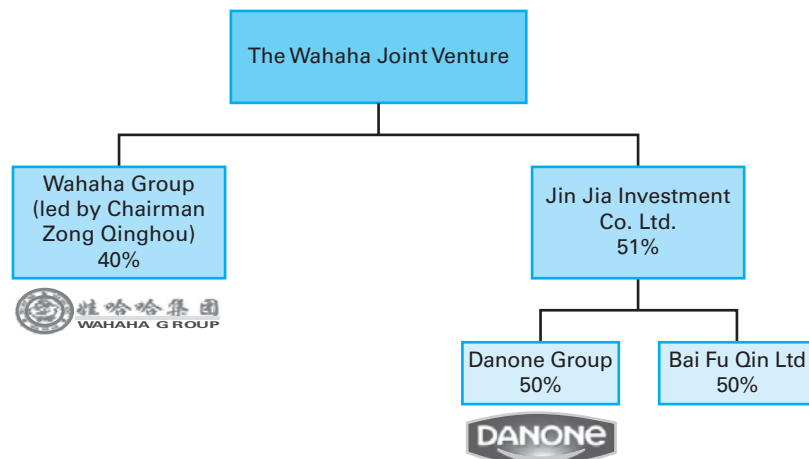 The Wahaha Joint Venture
Wahaha Group
(led by Chairman
Zong Qinghou)
40%
Jin Jia Investment
Co. Ltd.
51%
娃哈哈集团
WAHAHA GROUP
Danone Group
50%
Bai Fu Qin Ltd
50%
DANONE